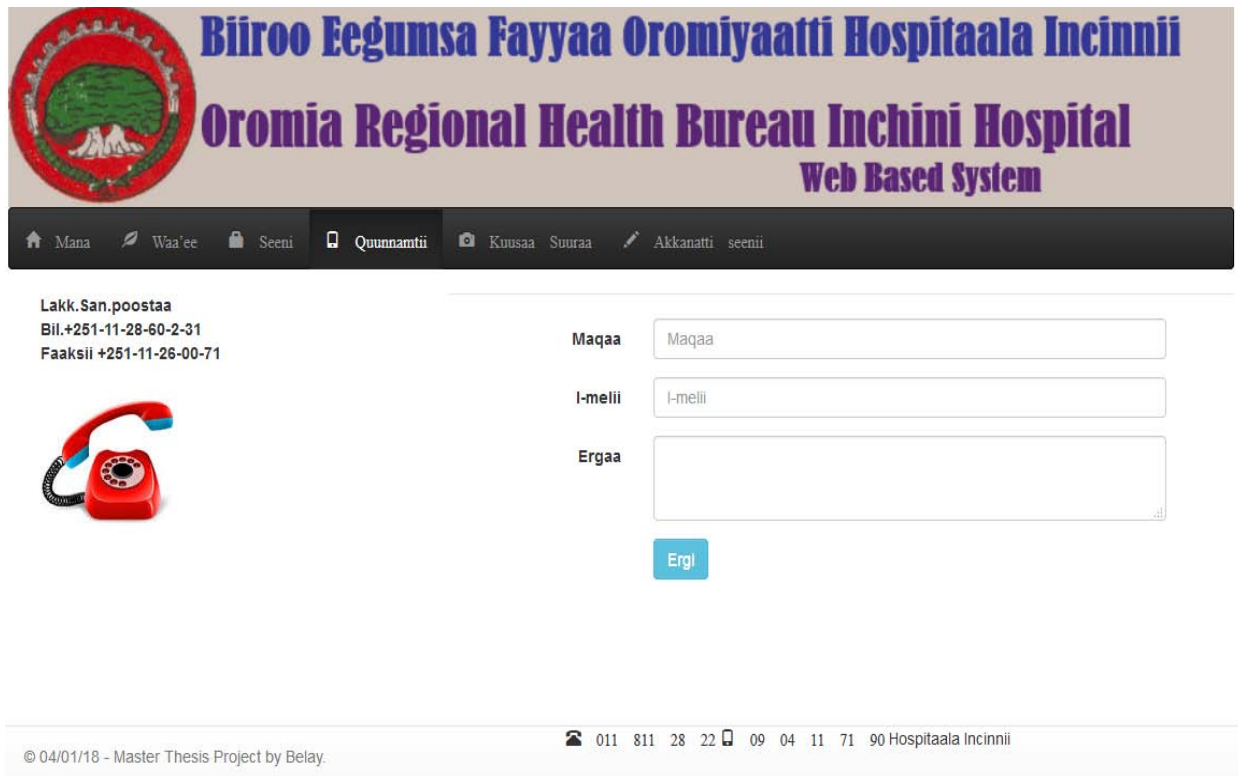 Biiroo Eegumsa Fayyaa Oromiyaatti Hospitaala Incinnii
Oromia Regional Health Bureau Inchini Hospital
Web Based System
Mana Waa'ee Seeni Quunnamtii Kuusaa Suuraa Akkanatti seenii
Lakk.San.poostaa
Bil.+251-11-28-60-2-31
Faaksii +251-11-26-00-71
Maqaa Maqaa
I-melii I-melii
Ergaa
Ergi
011 811 28 22 09 04 11 71 90 Hospitaala Incinnii
© 04/01/18 - Master Thesis Project by Belay.